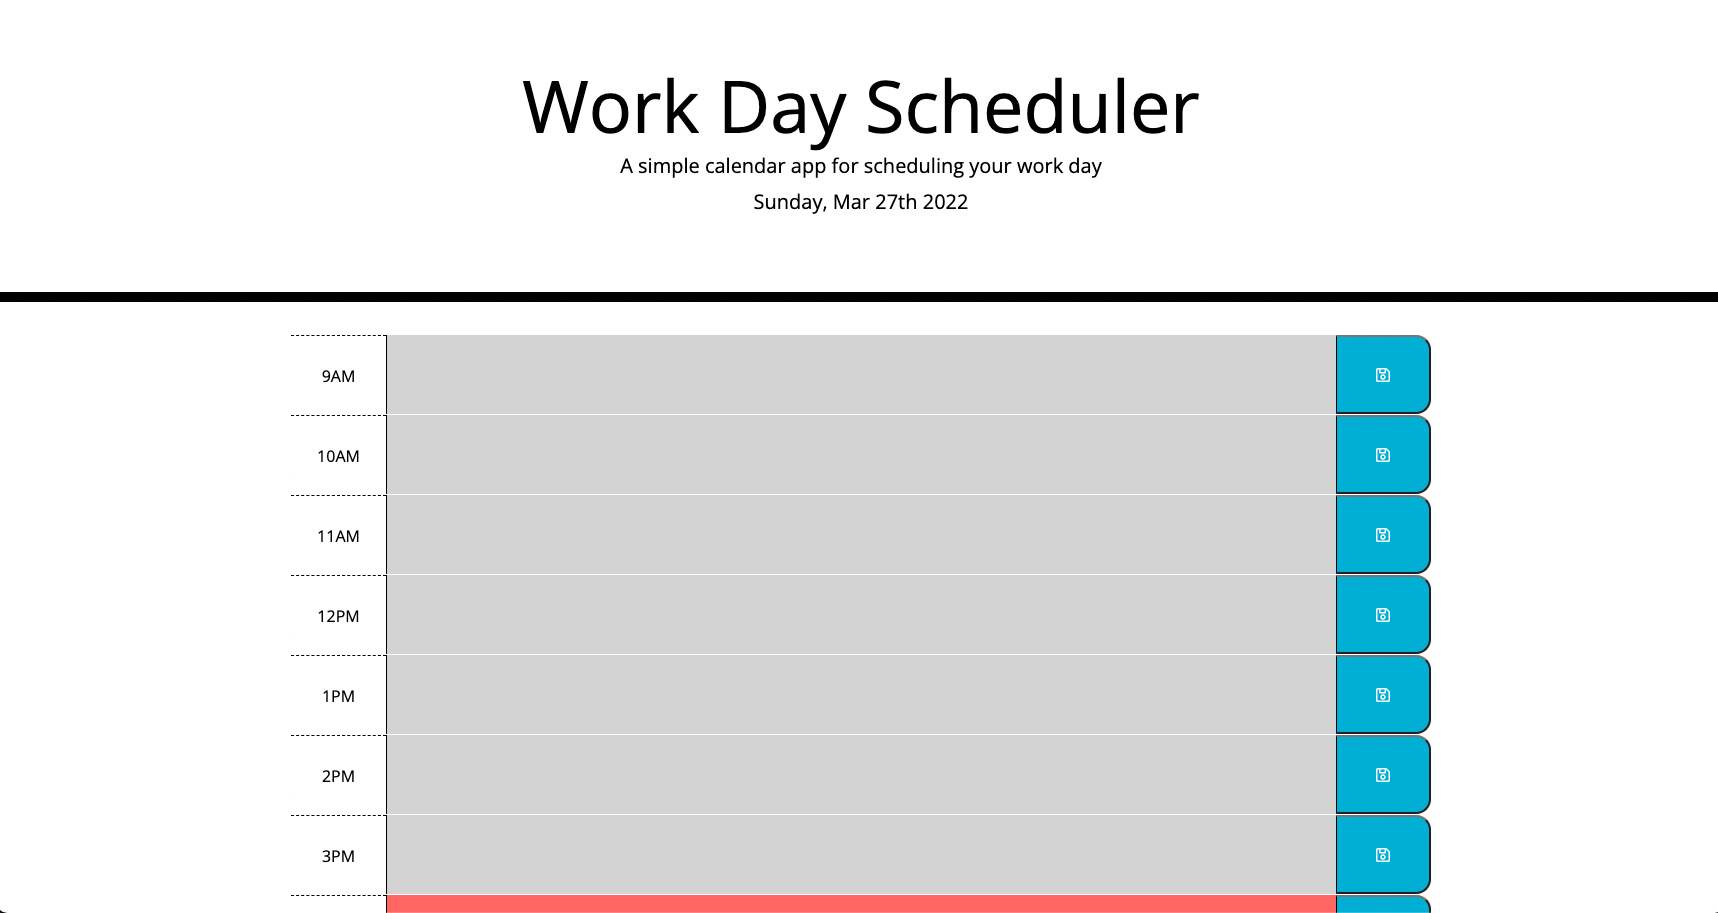 Work Day Scheduler
A simple calendar app for scheduling your work day
Sunday, Mar 27th 2022
9AM
10AM
11AM
12PM
1PM
2PM
3PM